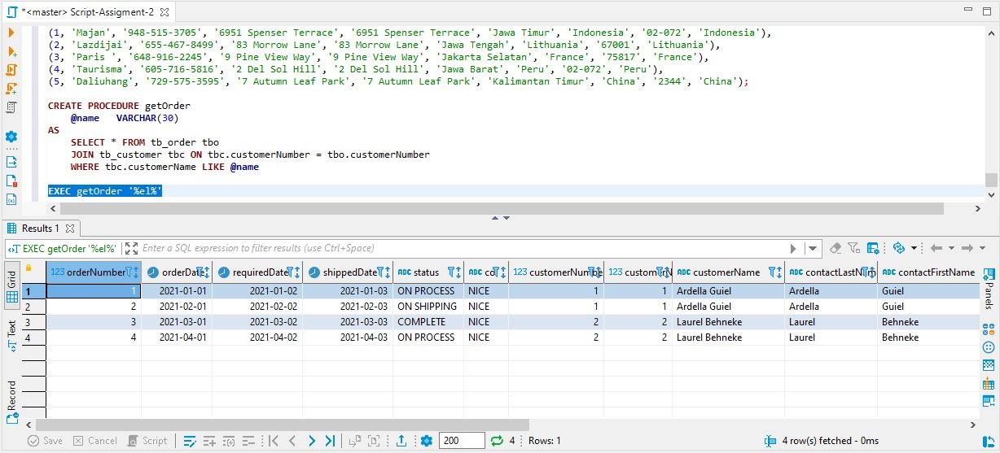 *<master> Script-Assigment-2
(1, 'Majan', '948-515-3705', '6951 Spenser Terrace', '6951 Spenser Terrace', 'Jawa Timur', 'Indonesia', '02-072', 'Indonesia'),
(2, 'Lazdijai', '655-467-8499', '83 Morrow Lane', '83 Morrow Lane', 'Jawa Tengah', 'Lithuania', '67001', 'Lithuania'),
(3, 'Paris ', '648-916-2245', '9 Pine View Way', '9 Pine View Way', 'Jakarta Selatan', 'France', '75817', 'France'),
(4, 'Taurisma', '605-716-5816', '2 Del Sol Hill', '2 Del Sol Hill', 'Jawa Barat', 'Peru', '02-072', 'Peru'),
(5, 'Daliuhang', '729-575-3595', '7 Autumn Leaf Park', '7 Autumn Leaf Park', 'Kalimantan Timur', 'China', '2344', 'China');
CREATE PROCEDURE getOrder
@name VARCHAR(30)
AS
SELECT * FROM tb_order tbo
JOIN tb_customer tbc ON tbc.customerNumber = tbo.customerNumber
WHERE tbc.customerName LIKE @name
EXEC getOrder '%el%'
Results 1
EXEC getOrder '%el%' Enter a SQL expression to filter results (use Ctrl+Space)
Grid
Text
Record
Panels
123 orderNumber orderDate requiredDate shippedDate ABC status ABC co 123 customerNumbe 123 customerN ABC customerName ABC contactLastN ABC contactFirstName
1 1 2021-01-01 2021-01-02 2021-01-03 ON PROCESS NICE 1 1 Ardella Guiel Ardella Guiel
2 2 2021-02-01 2021-02-02 2021-02-03 ON SHIPPING NICE 1 1 Ardella Guiel Ardella Guiel
3 3 2021-03-01 2021-03-02 2021-03-03 COMPLETE NICE 2 2 Laurel Behneke Laurel Behneke
4 4 2021-04-01 2021-04-02 2021-04-03 ON PROCESS NICE 2 2 Laurel Behneke Laurel Behneke
Save Cancel Script 200 4 Rows: 1 4 row(s) fetched - 0ms